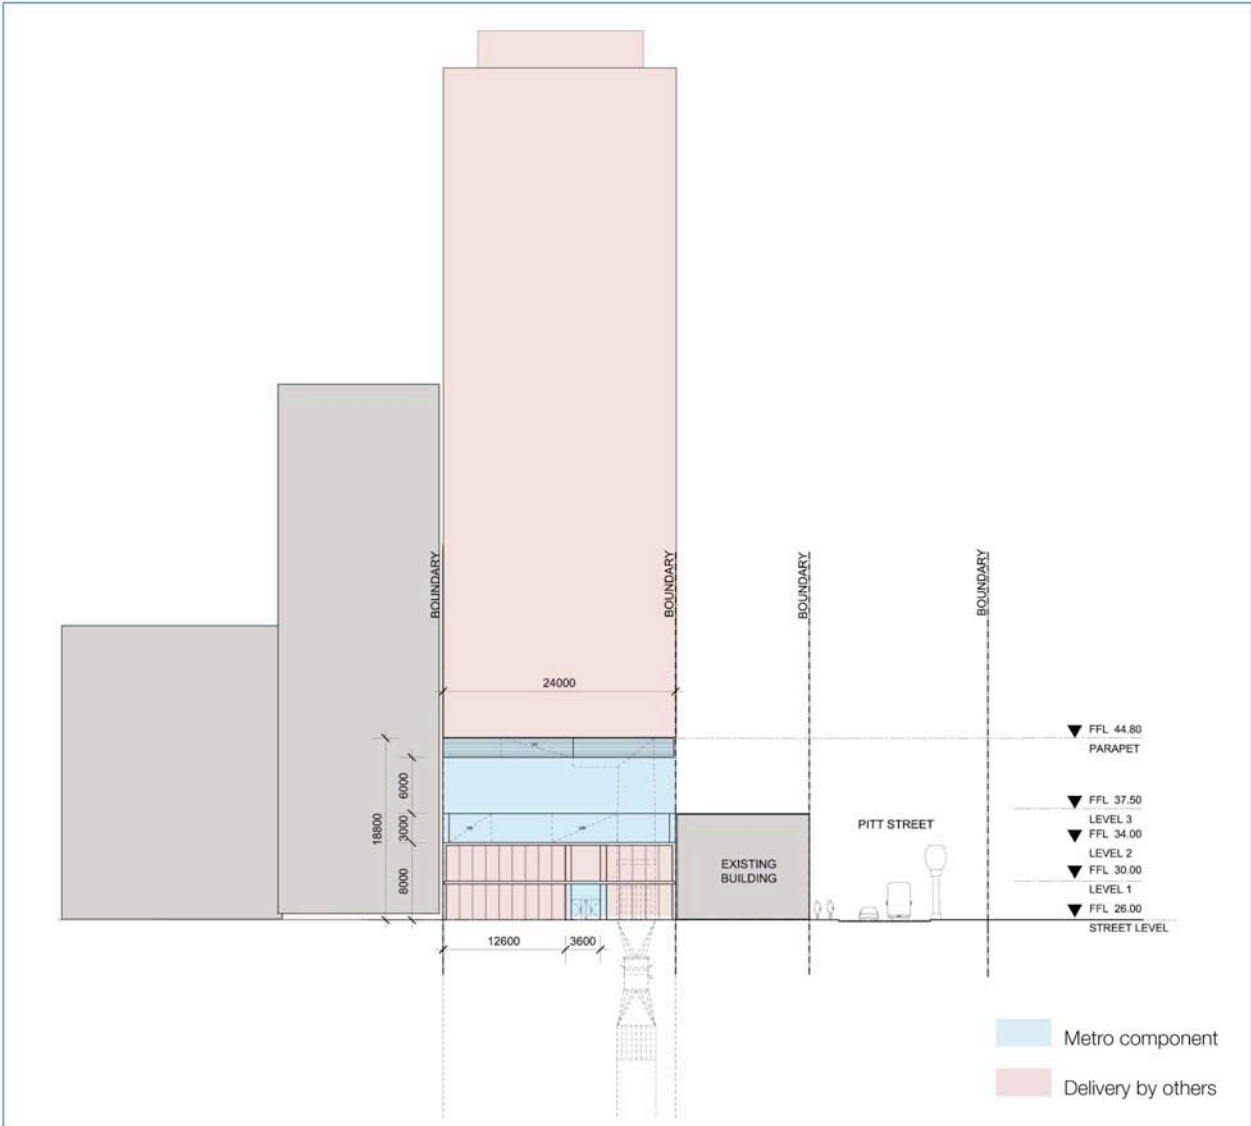 BOUNDARY
BOUNDARY
BOUNDARY
BOUNDARY
24000
18800
6000
3000
8000
FFL 44.80
PARAPET
FFL 37.50
LEVEL 3
FFL 34.00
LEVEL 2
FFL 30.00
LEVEL 1
FFL 26.00
STREET LEVEL
PITT STREET
EXISTING
BUILDING
12600
3600
Metro component
Delivery by others